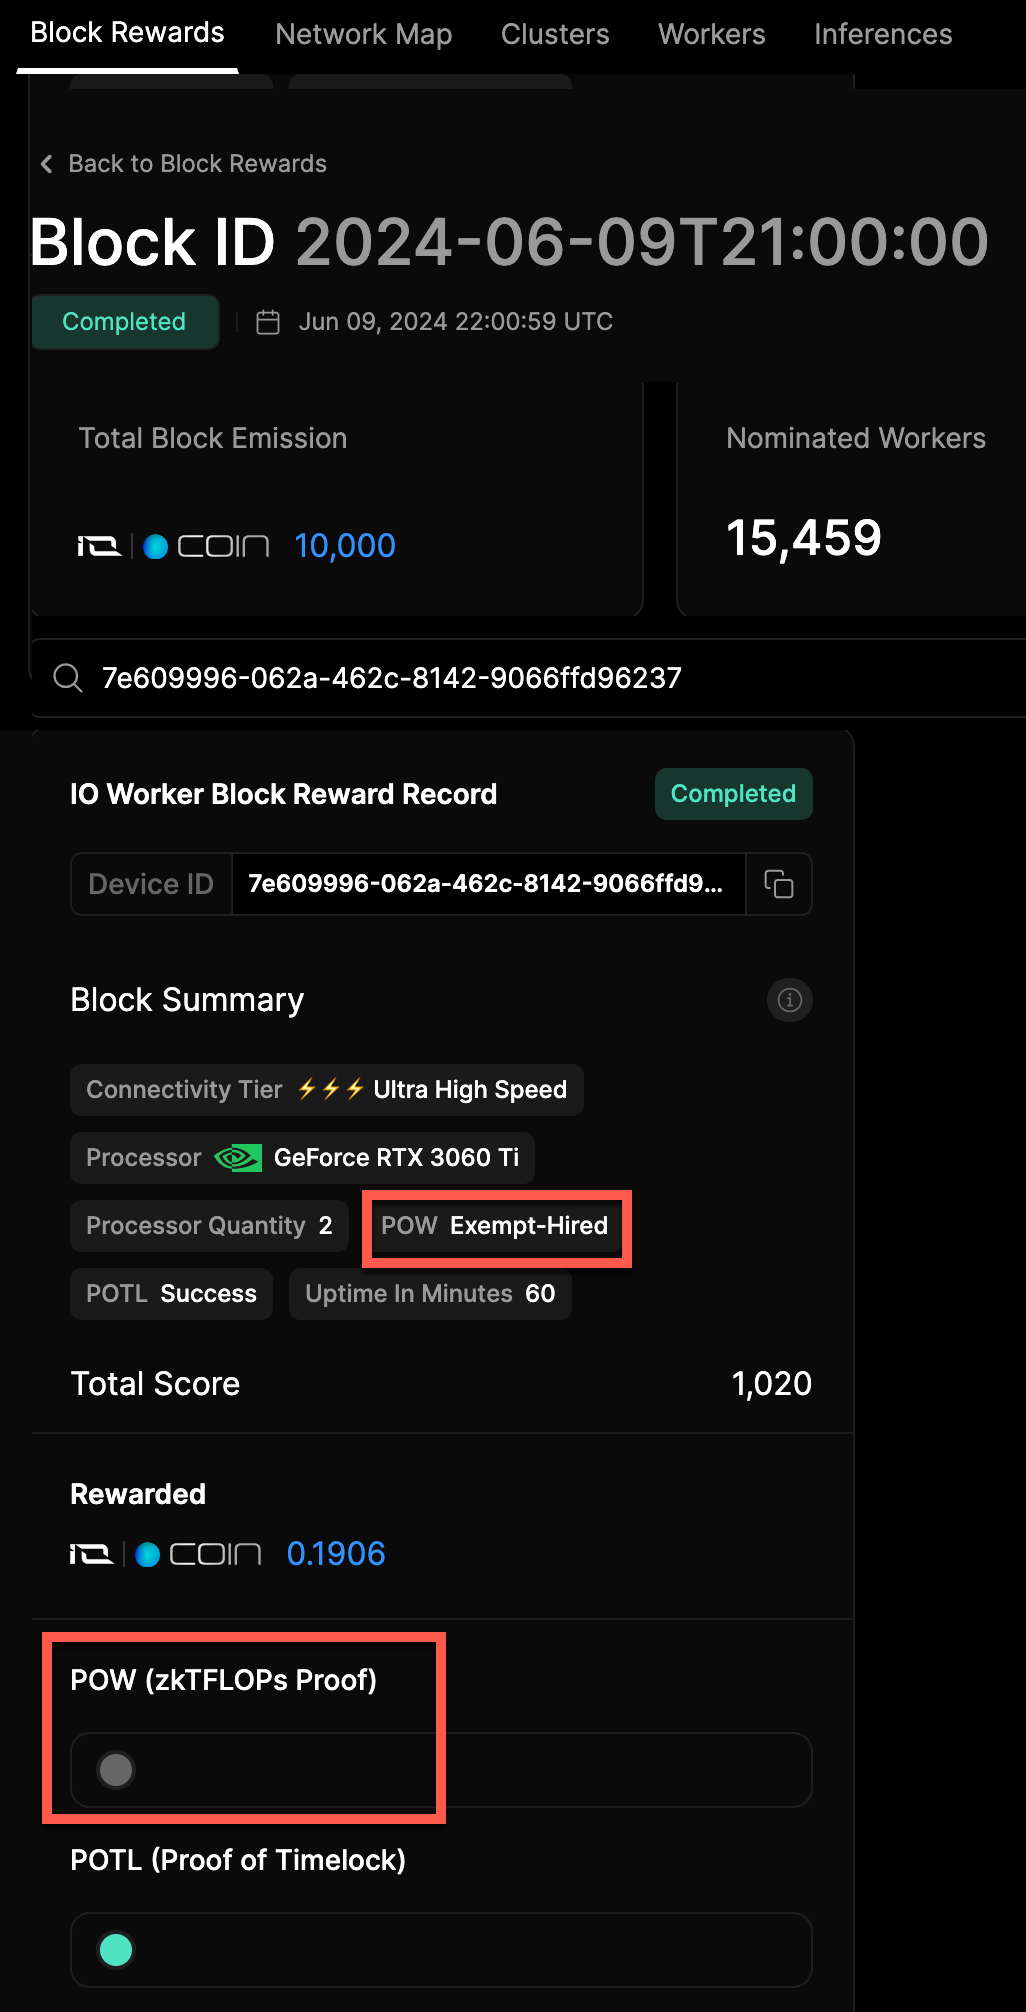 Block Rewards Network Map Clusters Workers Inferences
Back to Block Rewards
Block ID 2024-06-09T21:00:00
Completed Jun 09, 2024 22:00:59 UTC
Total Block Emission
Nominated Workers
IO COIN 10,000
15,459
7e609996-062a-462c-8142-9066ffd96237
IO Worker Block Reward Record Completed
Device ID 7e609996-062a-462c-8142-9066ffd9...
Block Summary
Connectivity Tier ⚡⚡⚡ Ultra High Speed
Processor GeForce RTX 3060 Ti
Processor Quantity 2 POW Exempt-Hired
POTL Success Uptime In Minutes 60
Total Score 1,020
Rewarded
IO COIN 0.1906
POW (zkTFLOPs Proof)
POTL (Proof of Timelock)